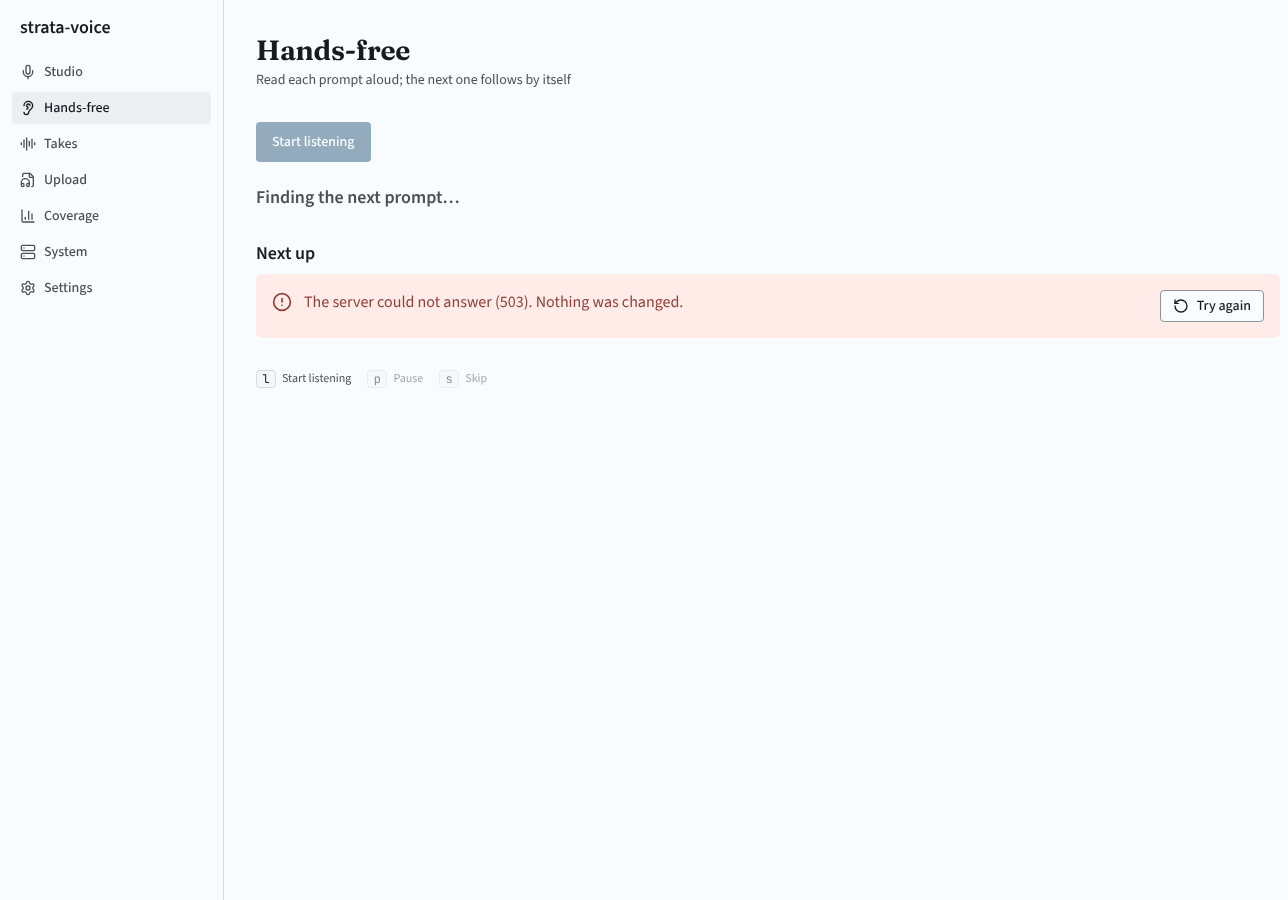 strata-voice
Studio
Hands-free
Takes
Upload
Coverage
System
Settings
Hands-free
Read each prompt aloud; the next one follows by itself
Start listening
Finding the next prompt…
Next up
The server could not answer (503). Nothing was changed.
Try again
l Start listening p Pause s Skip